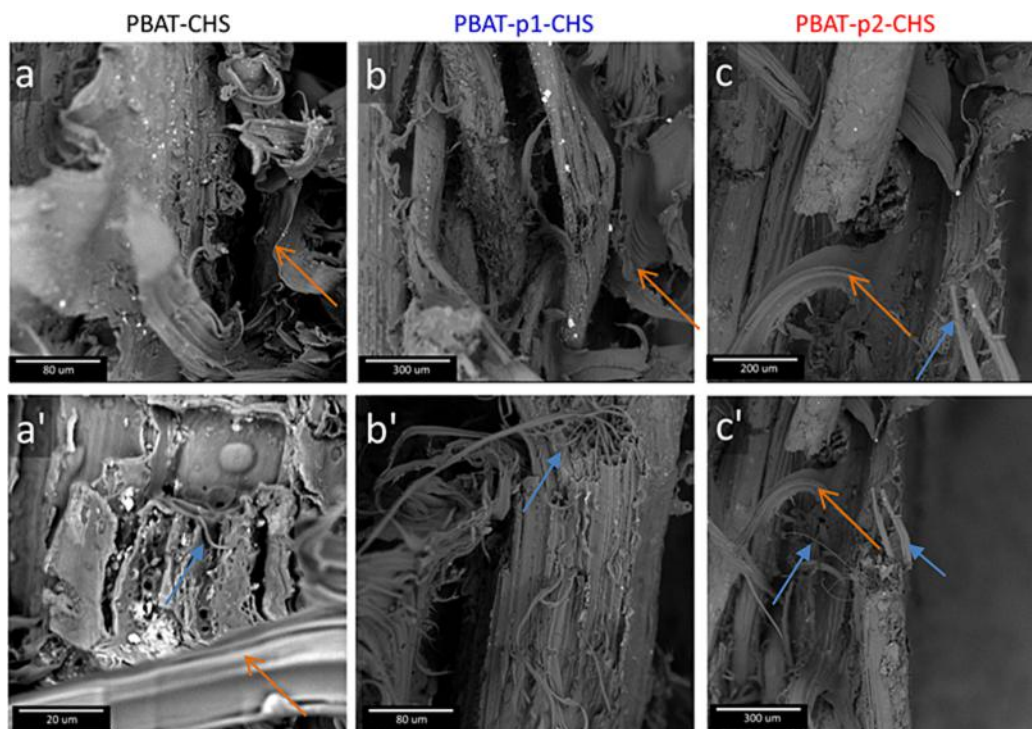 PBAT-CHS PBAT-p1-CHS PBAT-p2-CHS
a b c
80 um 300 um 200 um
a' b' c'
20 um 80 um 300 um